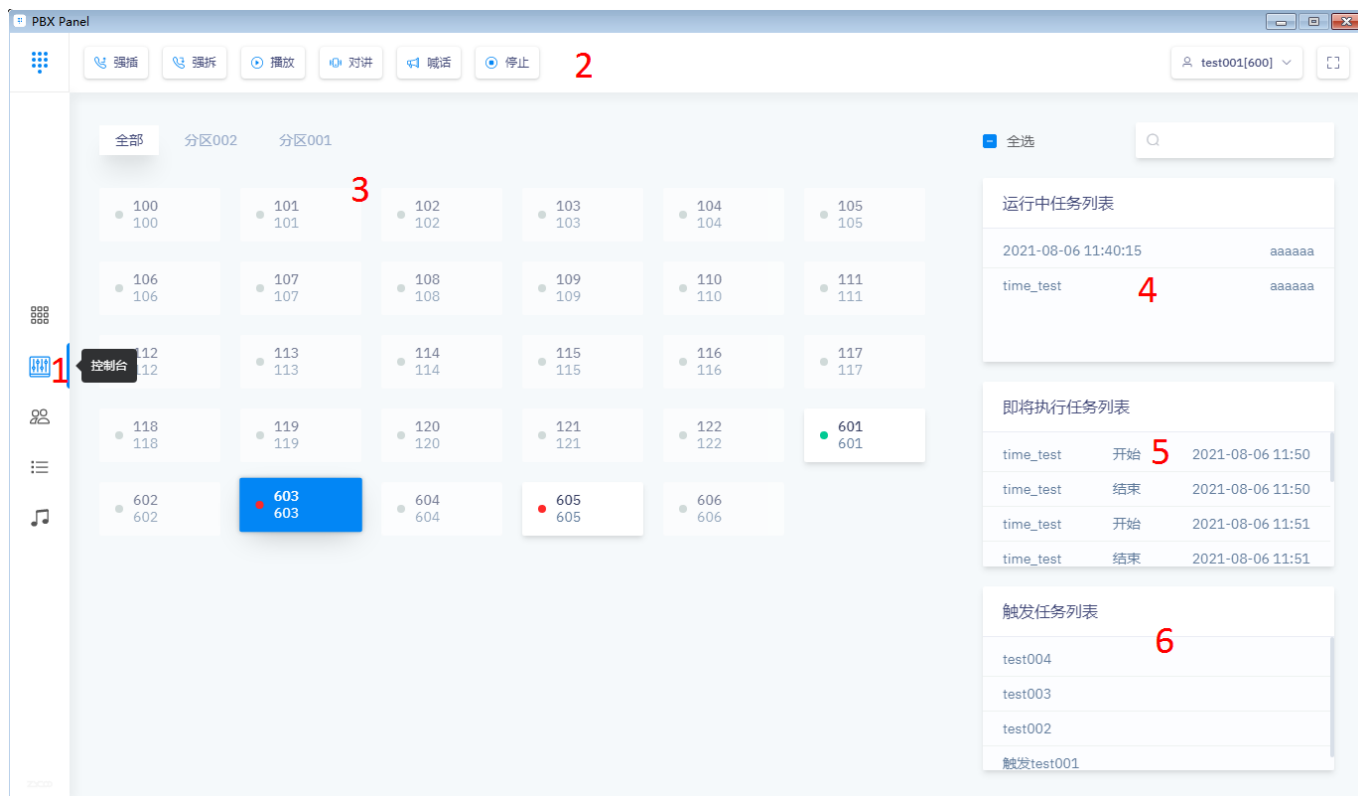 PBX Panel
强插 强拆 播放 对讲 喊话 停止 2 test001[600]
全部 分区002 分区001 全选
3
100 101 102 103 104 105
100 101 102 103 104 105
运行中任务列表
2021-08-06 11:40:15 aaaaaa
time_test 4 aaaaaa
106 107 108 109 110 111
106 107 108 109 110 111
1 控制台
112 113 114 115 116 117
112 113 114 115 116 117
即将执行任务列表
118 119 120 121 122 601
118 119 120 121 122 601
5
time_test 开始 2021-08-06 11:50
time_test 结束 2021-08-06 11:50
time_test 开始 2021-08-06 11:51
time_test 结束 2021-08-06 11:51
602 603 604 605 606
602 603 604 605 606
触发任务列表
6
test004
test003
test002
触发test001